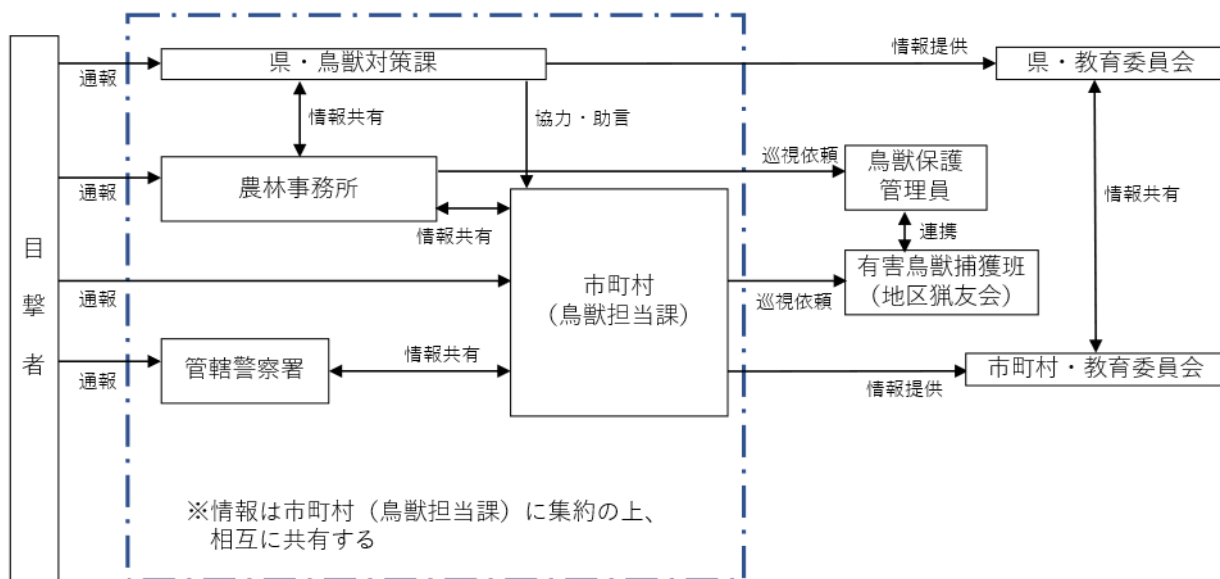 目撃者
通報
県・鳥獣対策課
情報提供
県・教育委員会
情報共有
協力・助言
通報
農林事務所
巡視依頼
鳥獣保護
管理員
情報共有
情報共有
連携
通報
市町村
（鳥獣担当課）
巡視依頼
有害鳥獣捕獲班
（地区猟友会）
通報
管轄警察署
情報共有
情報提供
市町村・教育委員会
※情報は市町村（鳥獣担当課）に集約の上、
相互に共有する